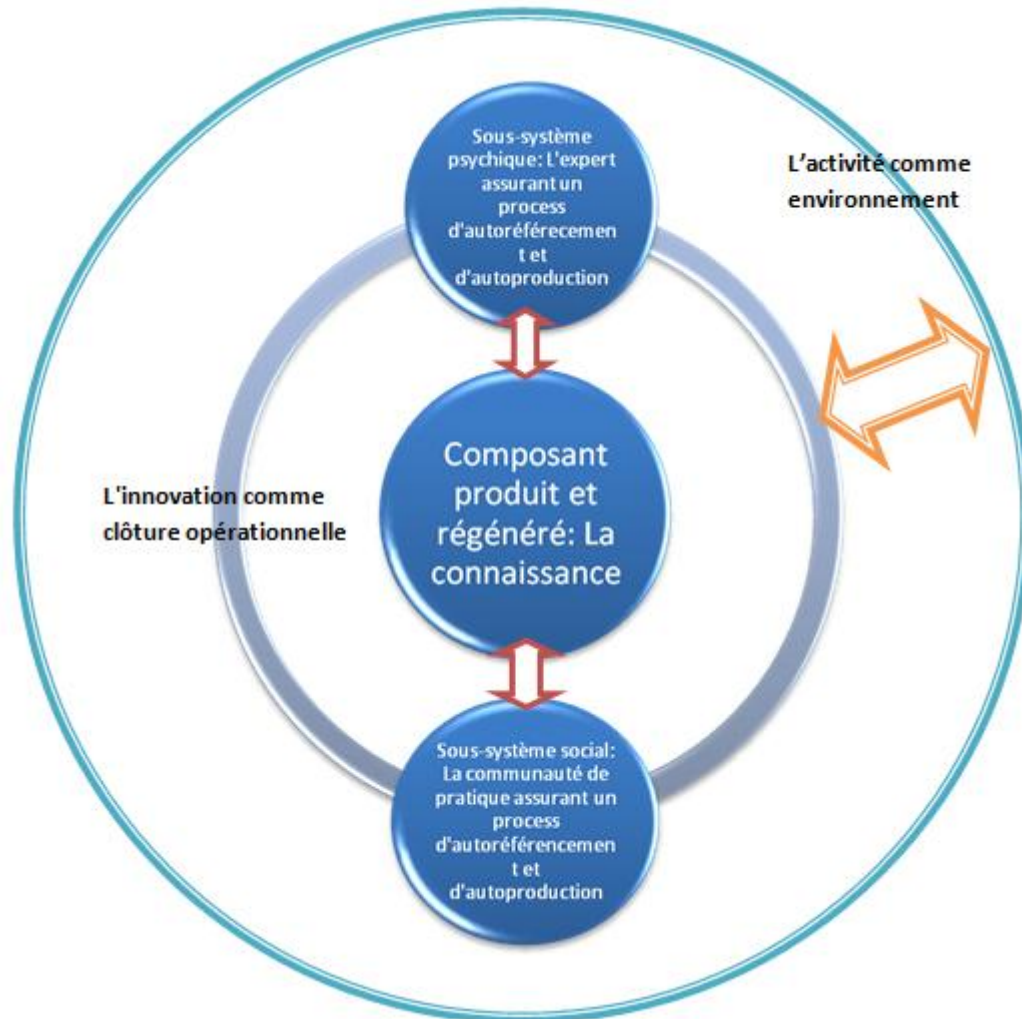 Sous-système
psychique: L'expert
assurant un
process
d'autoréférecemen
t et
d'autoproduction
L’activité comme
environnement
L'innovation comme
clôture opérationnelle
Composant
produit et
régénéré: La
connaissance
Sous-système social:
La communauté de
pratique assurant un
process
d'autoréférencemen
t et
d'autoproduction